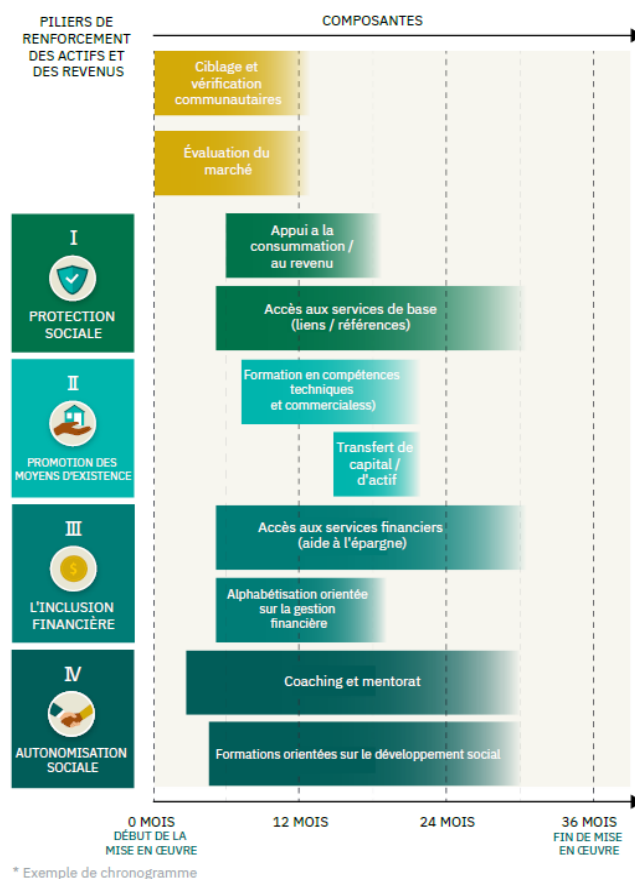 PILIERS DE
RENFORCEMENT
DES ACTIFS ET
DES REVENUS
COMPOSANTES
Ciblage et
vérification
communautaires
Évaluation du
marché
I
PROTECTION
SOCIALE
Appui a la
consummation /
au revenu
Accès aux services de base
(liens / références)
II
PROMOTION DES
MOYENS D'EXISTENCE
Formation en compétences
techniques
et commercialess)
Transfert de
capital /
d'actif
III
$
L'INCLUSION
FINANCIÈRE
Accès aux services financiers
(aide à l'épargne)
Alphabétisation orientée
sur la gestion
financière
IV
AUTONOMISATION
SOCIALE
Coaching et mentorat
Formations orientées sur le développement social
0 MOIS
DÉBUT DE LA
MISE EN ŒUVRE
12 MOIS
24 MOIS
36 MOIS
FIN DE MISE
EN ŒUVRE
* Exemple de chronogramme